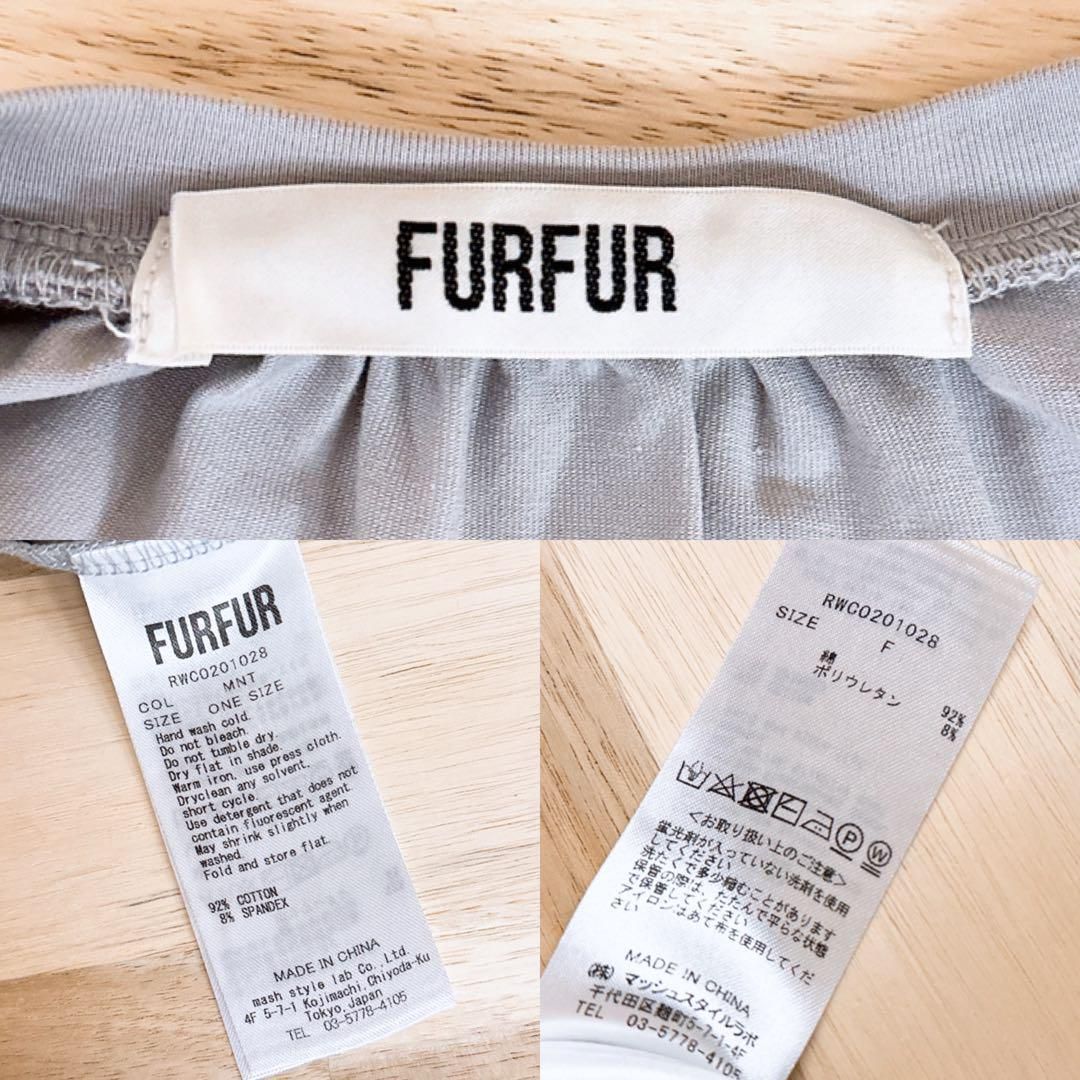 FURFUR
FURFUR
RWC0201028
COL MNT
SIZE ONE SIZE
Hand wash cold.
Do not bleach.
Do not tumble dry.
Dry flat in shade.
Warm iron, use press cloth.
Dryclean any solvent.
short cycle.
Use detergent that does not
contain fluorescent agent.
May shrink slightly when
washed.
Fold and store flat.
92% COTTON
8% SPANDEX
MADE IN CHINA
mash style lab Co.,Ltd.
4F 5-7-1 Kojimachi,Chiyoda-Ku
Tokyo,Japan
TEL 03-5778-4105
RWC0201028
SIZE F
綿 92%
ポリウレタン 8%
P W
<お取り扱い上のご注意>
蛍光剤が入っていない洗剤を使用
してください
洗たくで多少縮むことがあります
保管の際は、たたんで平らな状態
で保管してください
アイロンはあて布を使用してくだ
さい
MADE IN CHINA
(株)マッシュスタイルラボ
千代田区麹町5-7-1-4F
TEL 03-5778-4105